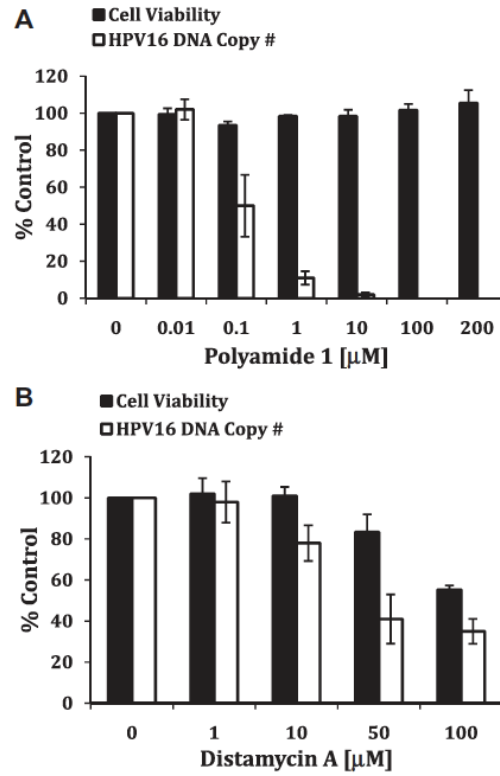 A
Cell Viability
HPV16 DNA Copy #
120
100
80
60
40
20
0
% Control
0 0.01 0.1 1 10 100 200
Polyamide 1 [µM]
B
Cell Viability
HPV16 DNA Copy #
120
100
80
60
40
20
0
% Control
0 1 10 50 100
Distamycin A [µM]